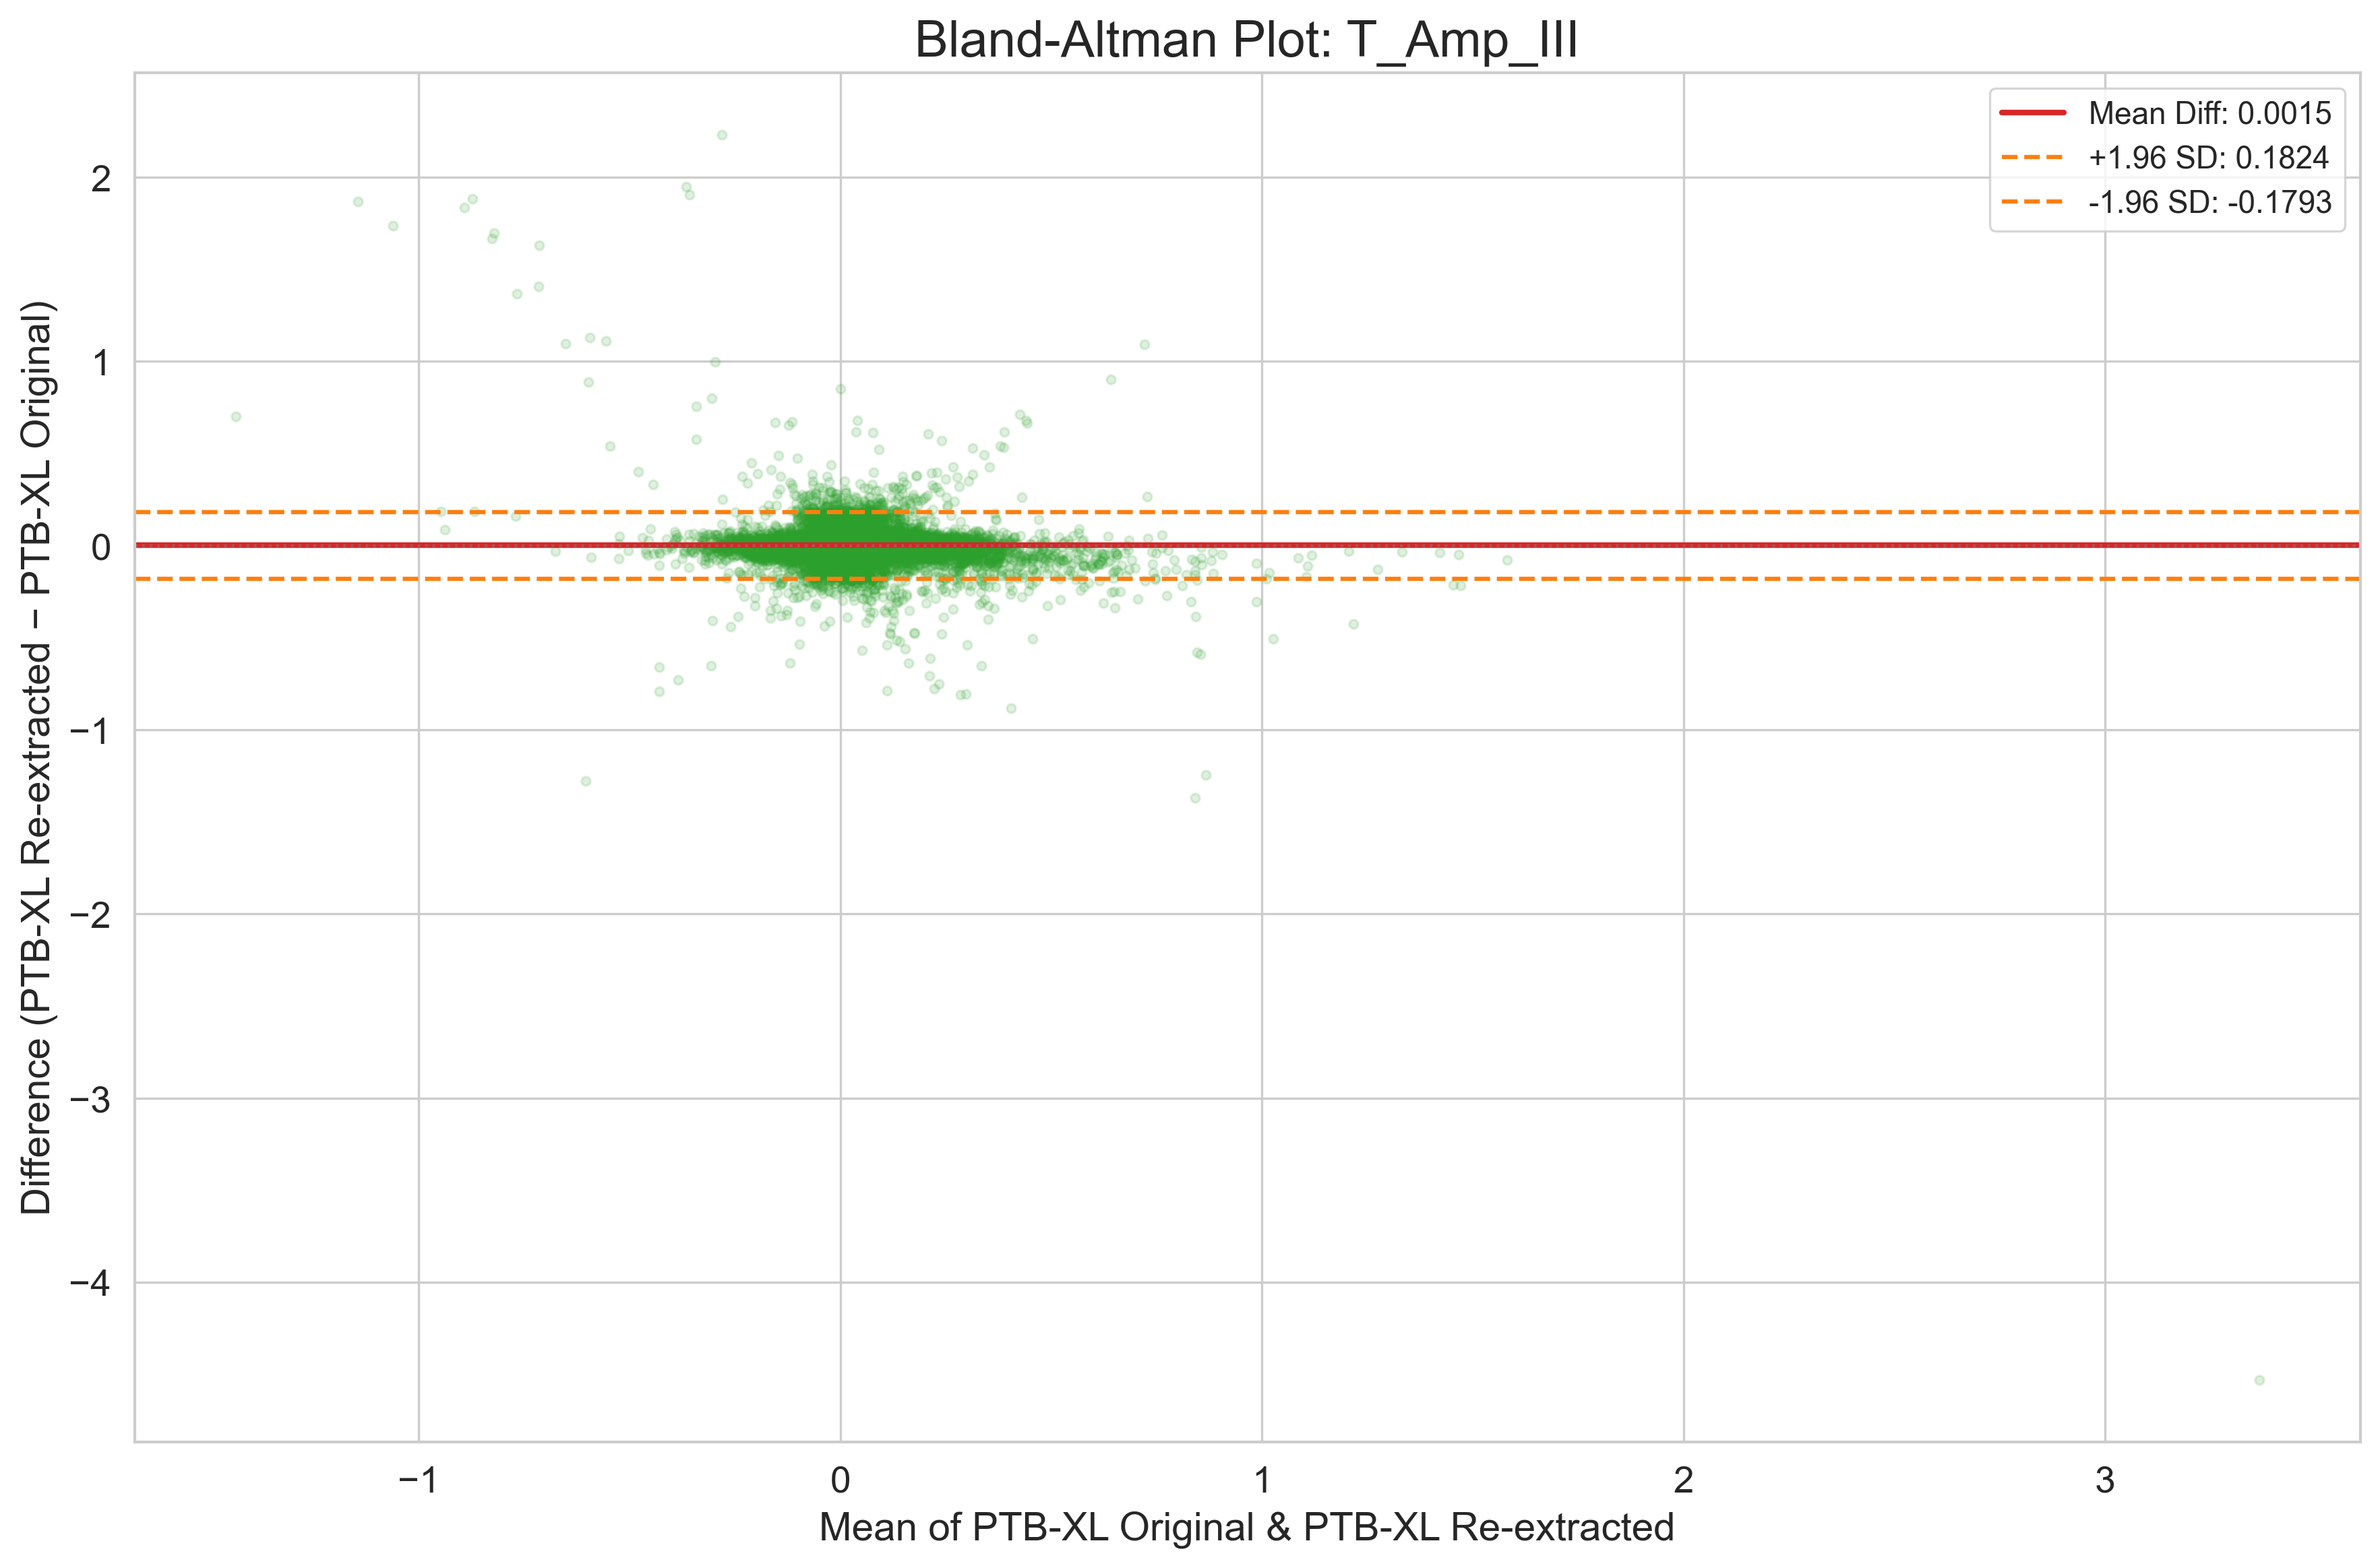 Bland-Altman Plot: T_Amp_III
Mean Diff: 0.0015
+1.96 SD: 0.1824
-1.96 SD: -0.1793
Difference (PTB-XL Re-extracted − PTB-XL Original)
2
1
0
−1
−2
−3
−4
−1
0
1
2
3
Mean of PTB-XL Original & PTB-XL Re-extracted